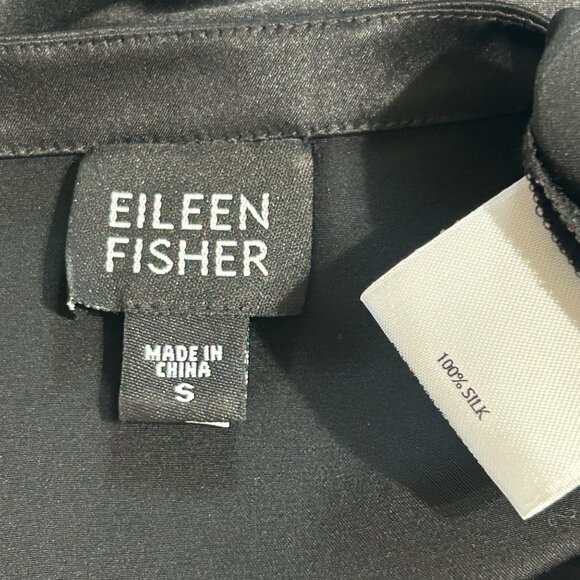 EILEEN
FISHER
MADE IN
CHINA
S
100% SILK